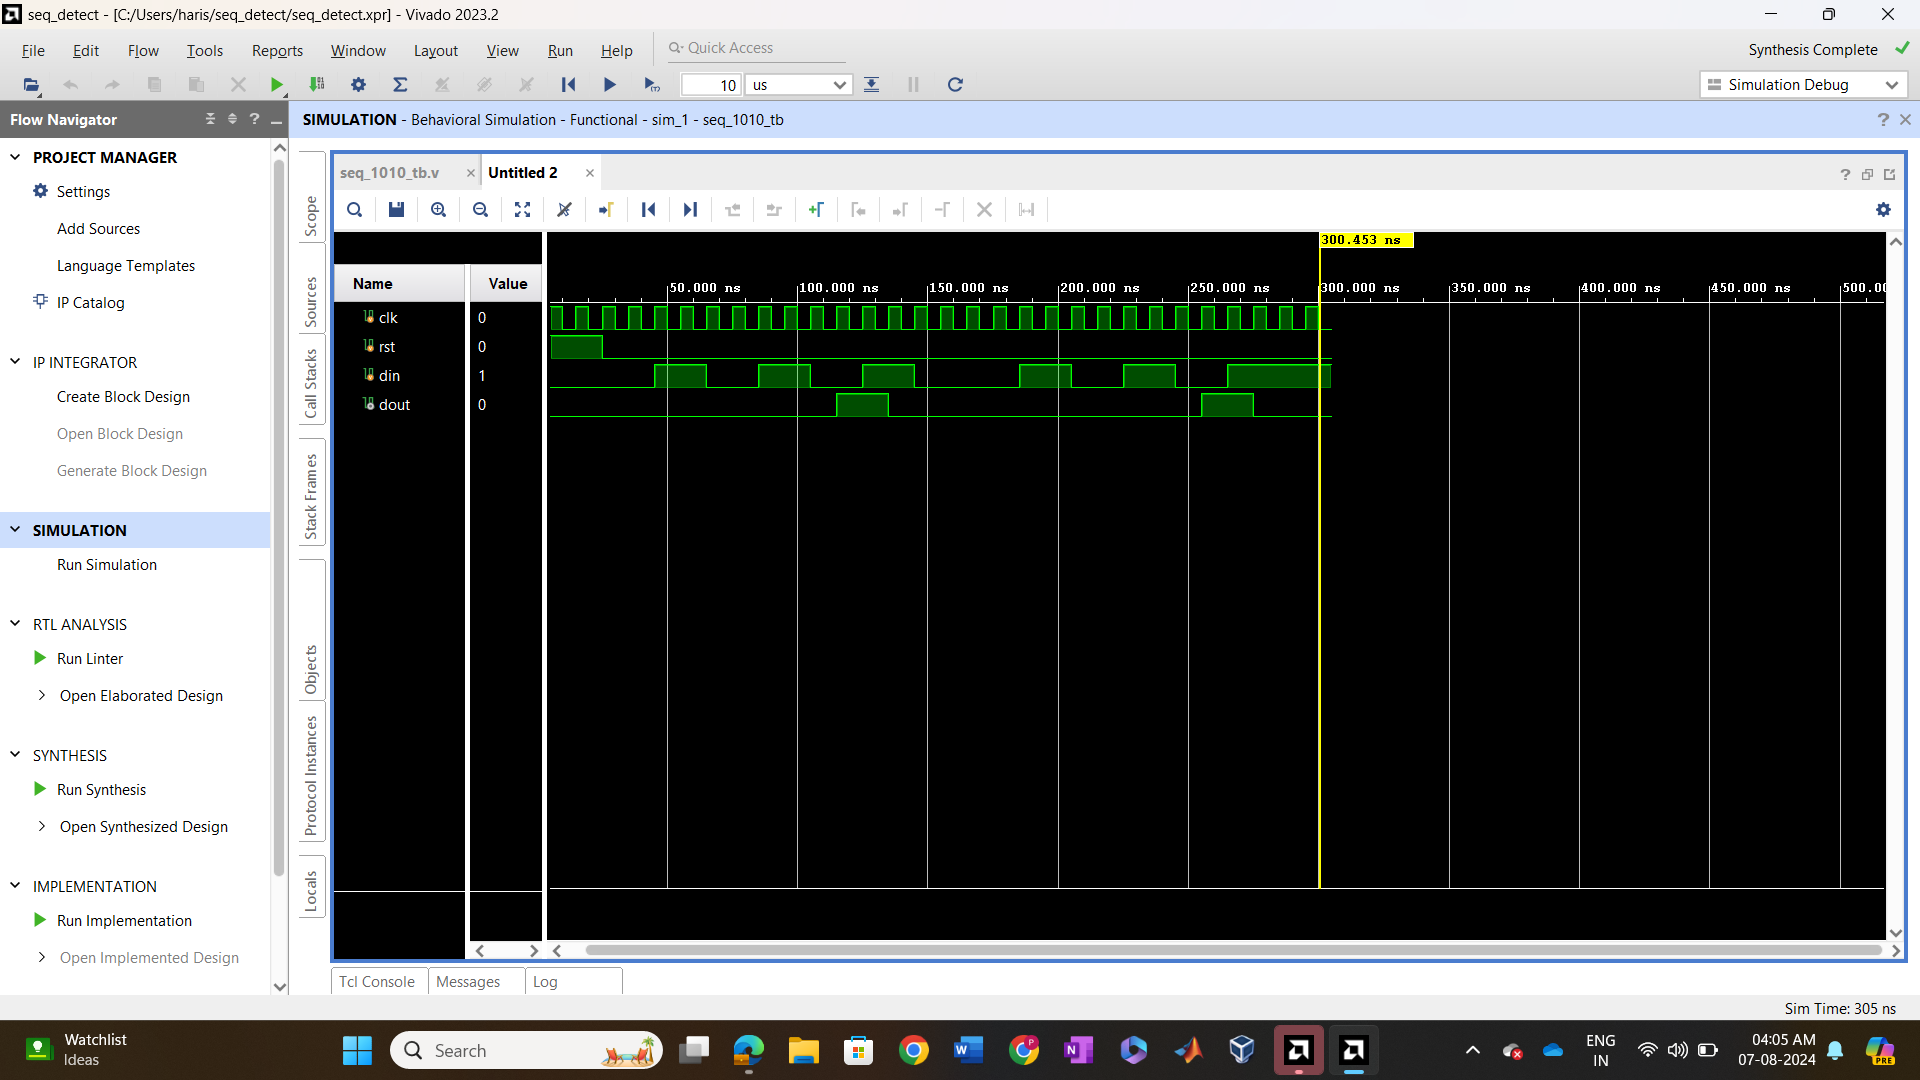 seq_detect - [C:/Users/haris/seq_detect/seq_detect.xpr] - Vivado 2023.2
File Edit Flow Tools Reports Window Layout View Run Help Quick Access
Synthesis Complete
10 us
Simulation Debug
Flow Navigator
SIMULATION - Behavioral Simulation - Functional - sim_1 - seq_1010_tb
PROJECT MANAGER
Settings
Add Sources
Language Templates
IP Catalog
IP INTEGRATOR
Create Block Design
Open Block Design
Generate Block Design
SIMULATION
Run Simulation
RTL ANALYSIS
Run Linter
Open Elaborated Design
SYNTHESIS
Run Synthesis
Open Synthesized Design
IMPLEMENTATION
Run Implementation
Open Implemented Design
Scope
Sources
Call Stacks
Stack Frames
Objects
Protocol Instances
Locals
seq_1010_tb.v
Untitled 2
300.453 ns
Name Value
50.000 ns 100.000 ns 150.000 ns 200.000 ns 250.000 ns 300.000 ns 350.000 ns 400.000 ns 450.000 ns 500.0
clk 0
rst 0
din 1
dout 0
Tcl Console Messages Log
Sim Time: 305 ns
Watchlist
Ideas
Search
ENG
IN
04:05 AM
07-08-2024
PRE